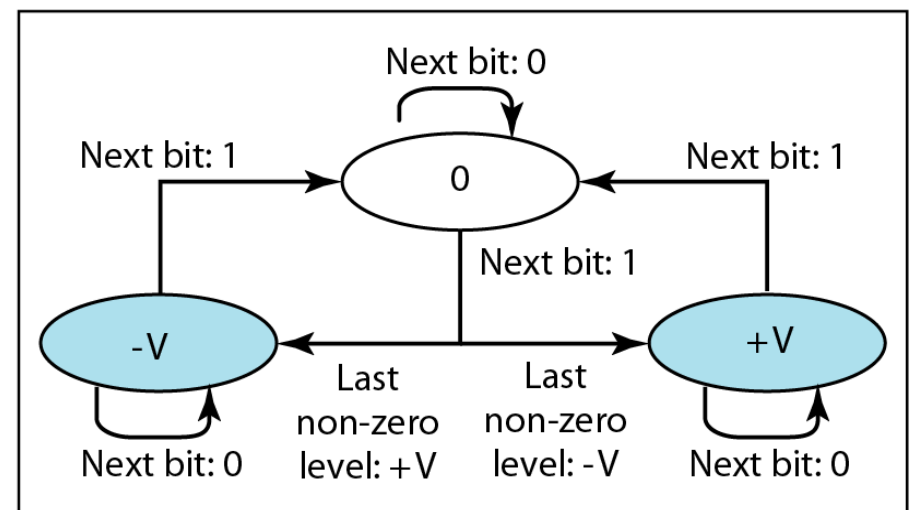 Next bit: 0
Next bit: 1
Next bit: 1
0
Next bit: 1
-V
+V
Last
non-zero
level: +V
Last
non-zero
level: -V
Next bit: 0
Next bit: 0